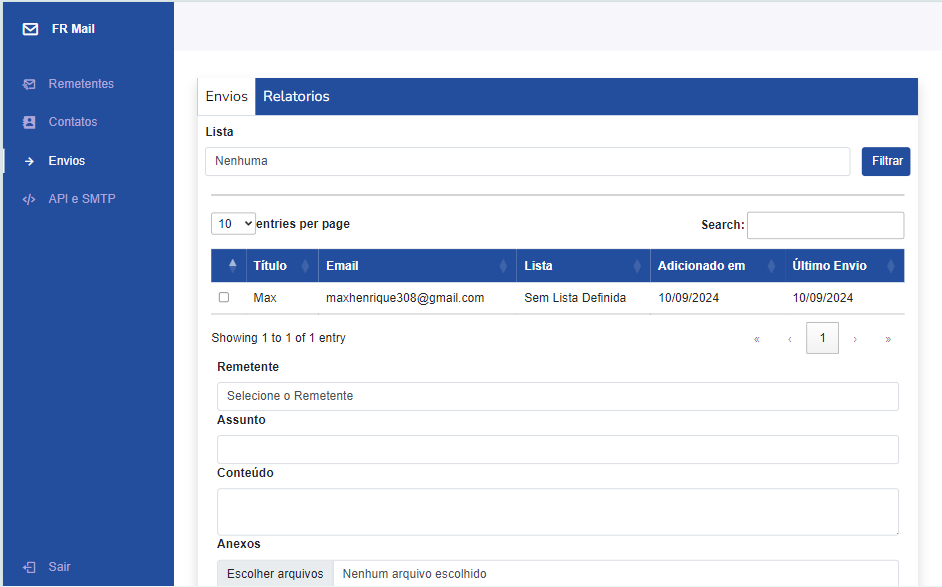 FR Mail
Remetentes
Contatos
Envios
API e SMTP
Sair
Envios Relatorios
Lista
Nenhuma Filtrar
10 entries per page Search:
Título Email Lista Adicionado em Último Envio
Max maxhenrique308@gmail.com Sem Lista Definida 10/09/2024 10/09/2024
Showing 1 to 1 of 1 entry « ‹ 1 › »
Remetente
Selecione o Remetente
Assunto
Conteúdo
Anexos
Escolher arquivos Nenhum arquivo escolhido